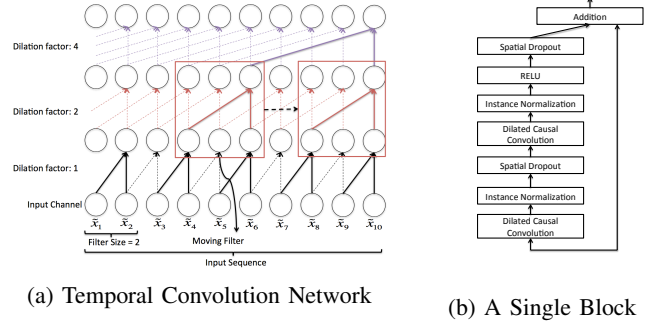 Dilation factor: 4
Dilation factor: 2
Dilation factor: 1
Input Channel
x̃1 x̃2 x̃3 x̃4 x̃5 x̃6 x̃7 x̃8 x̃9 x̃10
Filter Size = 2
Moving Filter
Input Sequence
(a) Temporal Convolution Network
Addition
Spatial Dropout
RELU
Instance Normalization
Dilated Causal
Convolution
Spatial Dropout
Instance Normalization
Dilated Causal
Convolution
(b) A Single Block